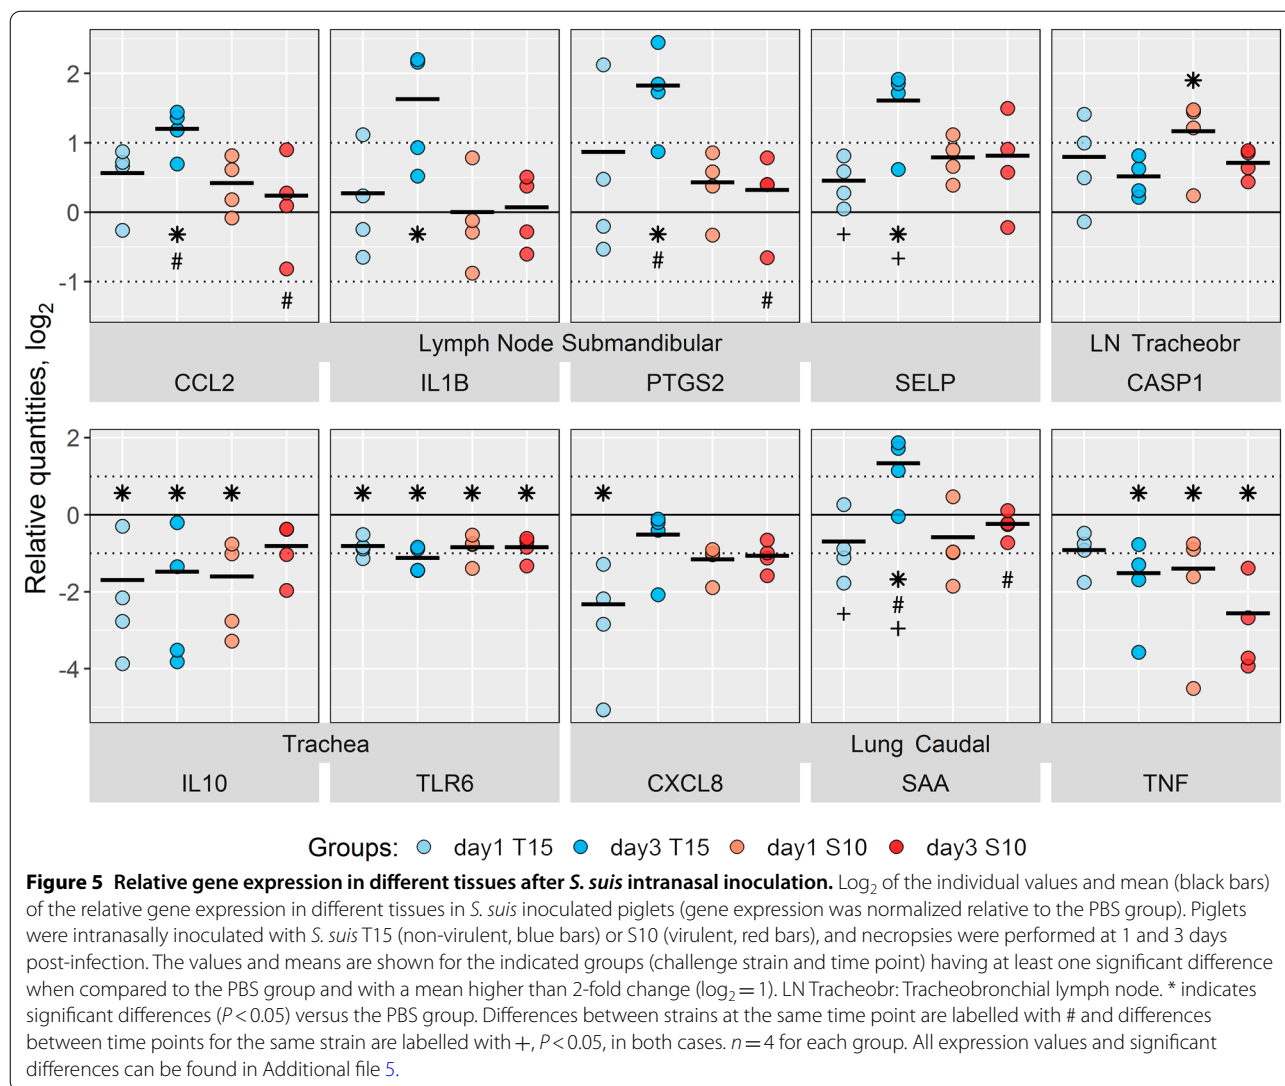 Relative quantities, log2
2
1
0
-1
* # #
*
* #
#
+
*
+
*
Lymph Node Submandibular LN Tracheobr
CCL2 IL1B PTGS2 SELP CASP1
2
0
-2
-4
* * *
* * * *
*
+
*
#
+
#
* * *
Trachea Lung Caudal
IL10 TLR6 CXCL8 SAA TNF
Groups: day1 T15 day3 T15 day1 S10 day3 S10
Figure 5 Relative gene expression in different tissues after S. suis intranasal inoculation. Log2 of the individual values and mean (black bars)
of the relative gene expression in different tissues in S. suis inoculated piglets (gene expression was normalized relative to the PBS group). Piglets
were intranasally inoculated with S. suis T15 (non-virulent, blue bars) or S10 (virulent, red bars), and necropsies were performed at 1 and 3 days
post-infection. The values and means are shown for the indicated groups (challenge strain and time point) having at least one significant difference
when compared to the PBS group and with a mean higher than 2-fold change (log2 = 1). LN Tracheobr: Tracheobronchial lymph node. * indicates
significant differences (P < 0.05) versus the PBS group. Differences between strains at the same time point are labelled with # and differences
between time points for the same strain are labelled with +, P < 0.05, in both cases. n = 4 for each group. All expression values and significant
differences can be found in Additional file 5.